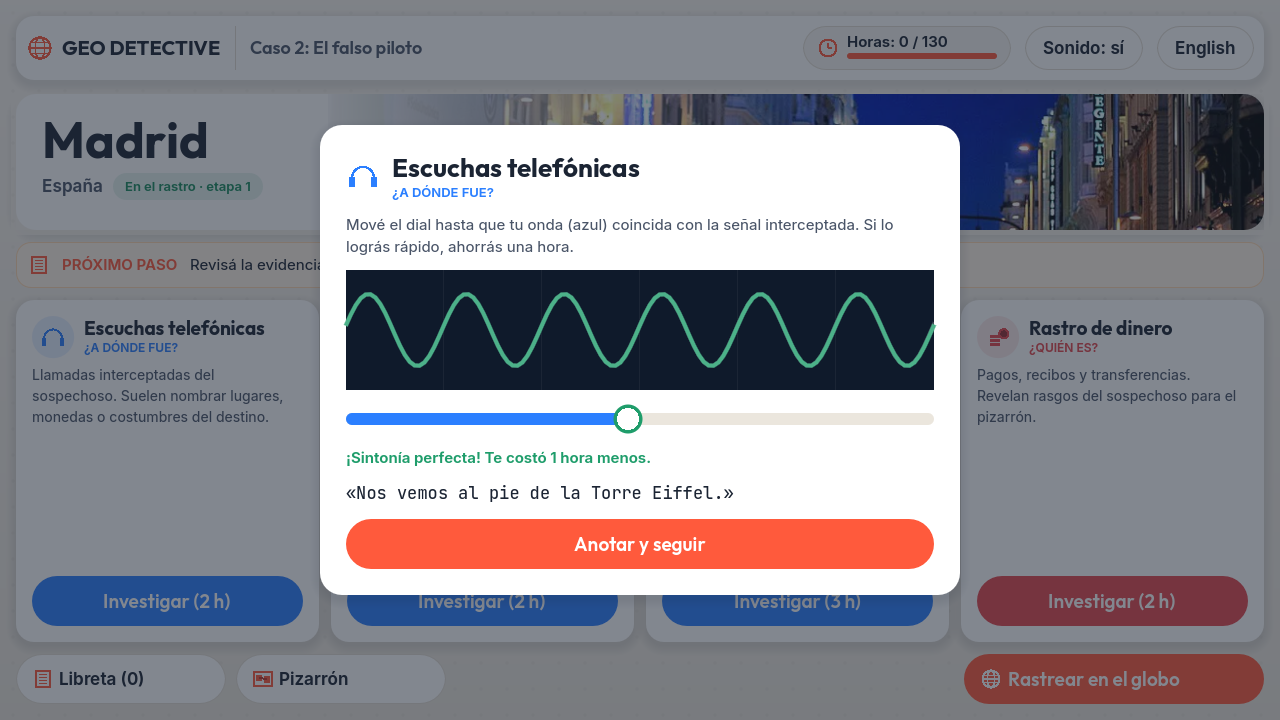 GEO DETECTIVE
Caso 2: El falso piloto
Horas: 0 / 130
Sonido: sí
English
Madrid
España
En el rastro · etapa 1
PRÓXIMO PASO
Revisá la evidencia
Escuchas telefónicas
¿A DÓNDE FUE?
Mové el dial hasta que tu onda (azul) coincida con la señal interceptada. Si lo
lográs rápido, ahorrás una hora.
¡Sintonía perfecta! Te costó 1 hora menos.
«Nos vemos al pie de la Torre Eiffel.»
Anotar y seguir
Escuchas telefónicas
¿A DÓNDE FUE?
Llamadas interceptadas del
sospechoso. Suelen nombrar lugares,
monedas o costumbres del destino.
Investigar (2 h)
Investigar (2 h)
Investigar (3 h)
Rastro de dinero
¿QUIÉN ES?
Pagos, recibos y transferencias.
Revelan rasgos del sospechoso para el
pizarrón.
Investigar (2 h)
Libreta (0)
Pizarrón
Rastrear en el globo